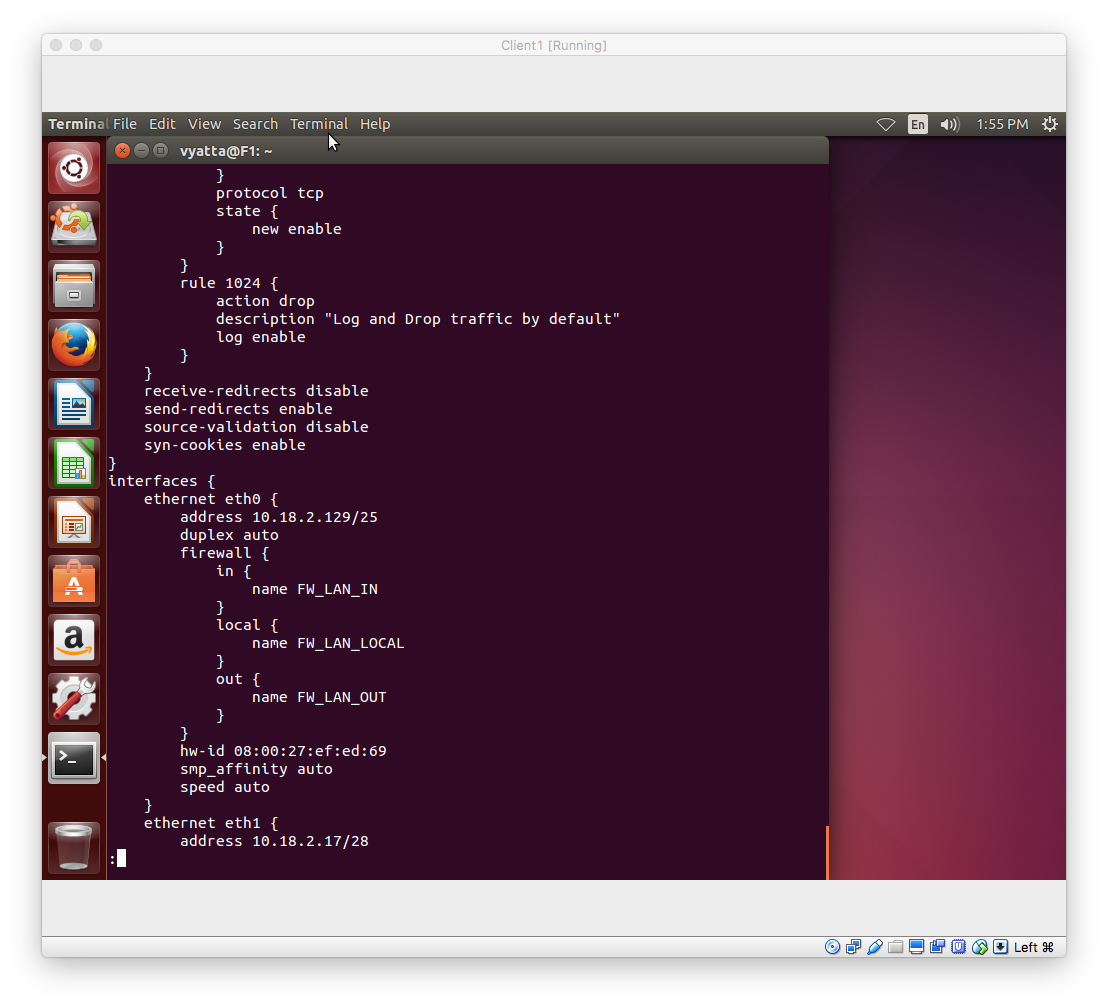 Client1 [Running]
Terminal File Edit View Search Terminal Help En 1:55 PM
vyatta@F1: ~
}
protocol tcp
state {
new enable
}
}
rule 1024 {
action drop
description "Log and Drop traffic by default"
log enable
}
}
receive-redirects disable
send-redirects enable
source-validation disable
syn-cookies enable
}
interfaces {
ethernet eth0 {
address 10.18.2.129/25
duplex auto
firewall {
in {
name FW_LAN_IN
}
local {
name FW_LAN_LOCAL
}
out {
name FW_LAN_OUT
}
}
hw-id 08:00:27:ef:ed:69
smp_affinity auto
speed auto
}
ethernet eth1 {
address 10.18.2.17/28
:
Left ⌘